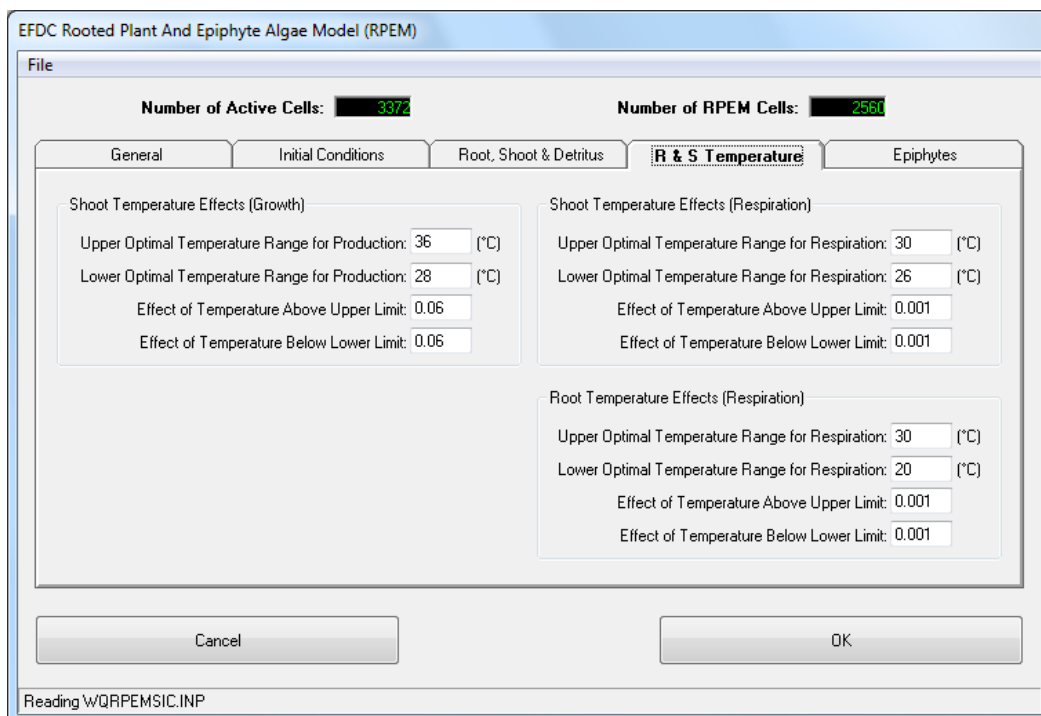 EFDC Rooted Plant And Epiphyte Algae Model (RPEM)
File
Number of Active Cells: 3372 Number of RPEM Cells: 2560
General Initial Conditions Root, Shoot & Detritus R & S Temperature Epiphytes
Shoot Temperature Effects (Growth)
Upper Optimal Temperature Range for Production: 36 (°C)
Lower Optimal Temperature Range for Production: 28 (°C)
Effect of Temperature Above Upper Limit: 0.06
Effect of Temperature Below Lower Limit: 0.06
Shoot Temperature Effects (Respiration)
Upper Optimal Temperature Range for Respiration: 30 (°C)
Lower Optimal Temperature Range for Respiration: 26 (°C)
Effect of Temperature Above Upper Limit: 0.001
Effect of Temperature Below Lower Limit: 0.001
Root Temperature Effects (Respiration)
Upper Optimal Temperature Range for Respiration: 30 (°C)
Lower Optimal Temperature Range for Respiration: 20 (°C)
Effect of Temperature Above Upper Limit: 0.001
Effect of Temperature Below Lower Limit: 0.001
Cancel OK
Reading WQRPEMSIC.INP